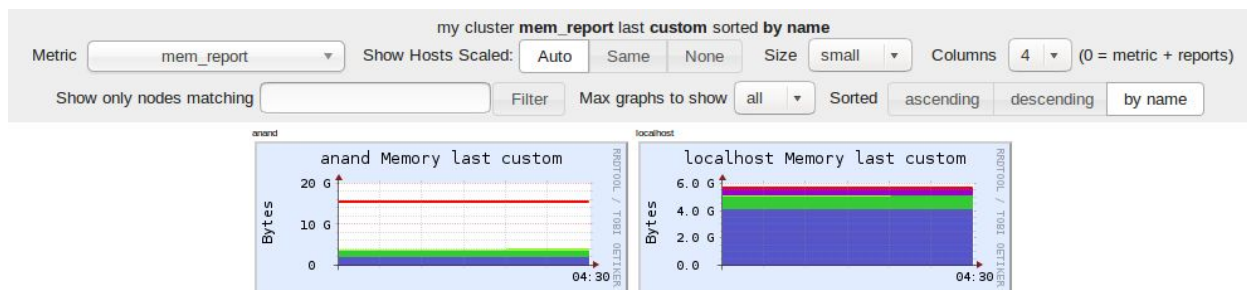 my cluster mem_report last custom sorted by name
Metric mem_report Show Hosts Scaled: Auto Same None Size small Columns 4 (0 = metric + reports)
Show only nodes matching Filter Max graphs to show all Sorted ascending descending by name
anand
anand Memory last custom
Bytes
20 G
10 G
0
04:30
RRDTOOL / TOBI OETIKER
localhost
localhost Memory last custom
Bytes
6.0 G
4.0 G
2.0 G
0.0
04:30
RRDTOOL / TOBI OETIKER